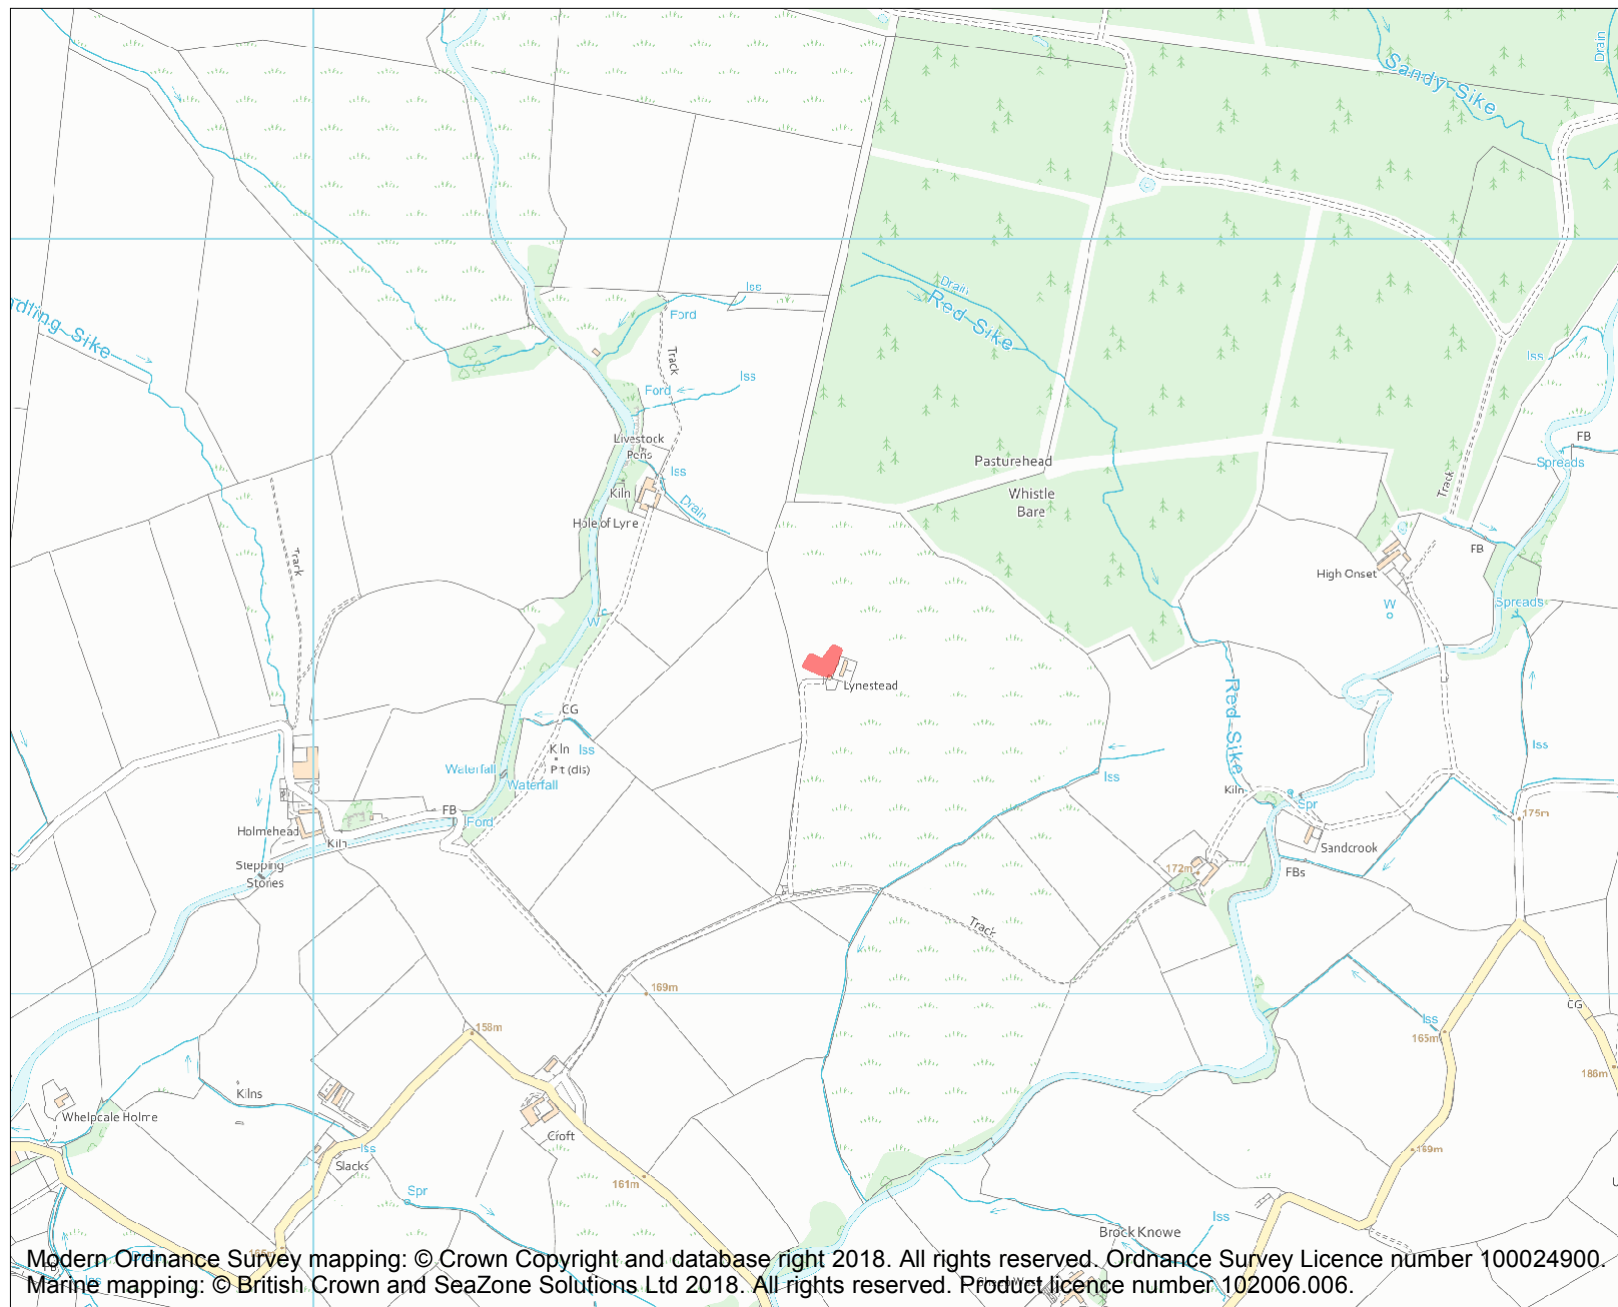 Drain
Sandy Sike
Drain
Red Sike
Iss
Ford
Track
Iss
Ford
Iss
FB
Spreads
Livestock
Pens
Iss
Kiln
Drain
Hole of Lyre
Pasturehead
Whistle
Bare
Track
Track
FB
High Onset
W
Spreads
W
Lynestead
Red Sike
CG
Kiln
Iss
Pit (dis)
Iss
Iss
Waterfall
Waterfall
Kiln
Spr
FB
Ford
175m
Holmehead
Kiln
Sandcrook
Stepping
Stones
172m
FBs
Track
169m
CG
158m
Iss
165m
186m
Kilns
Whelpdale Holme
Croft
Iss
Slacks
169m
161m
Spr
Iss
Brock Knowe
Modern Ordnance Survey mapping: © Crown Copyright and database right 2018. All rights reserved. Ordnance Survey Licence number 100024900.
Marine mapping: © British Crown and SeaZone Solutions Ltd 2018. All rights reserved. Product licence number 102006.006.